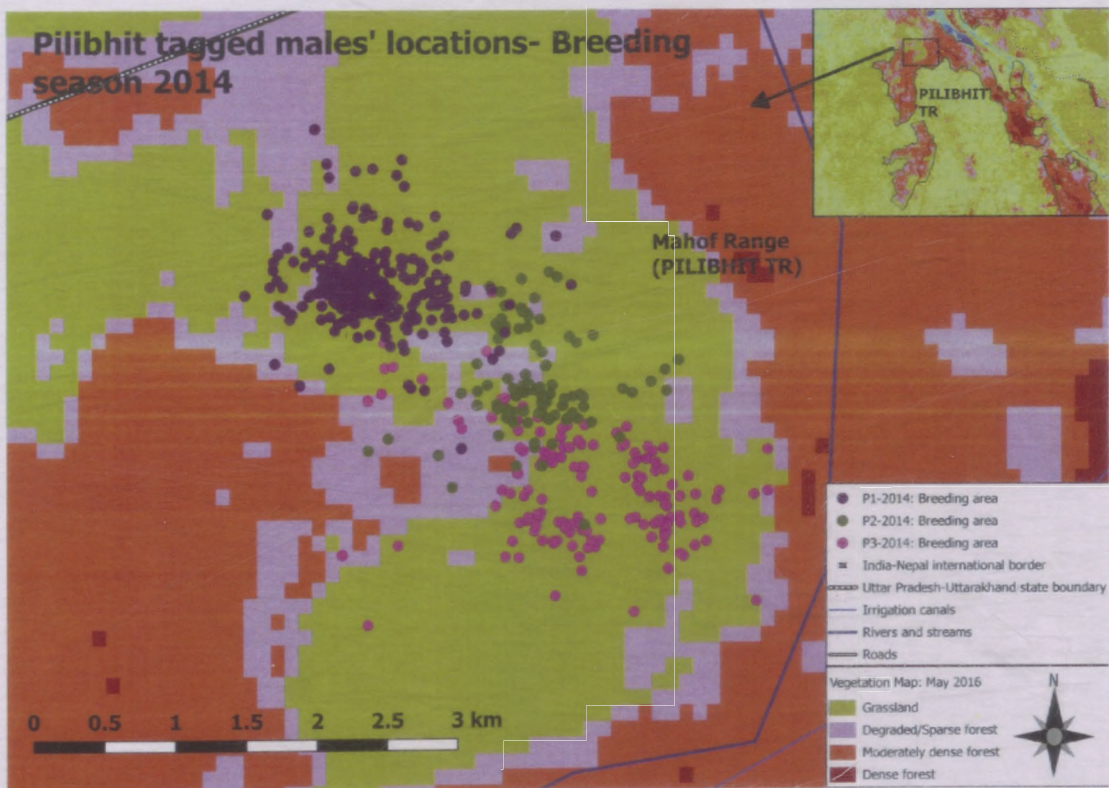 Pilibhit tagged males' locations- Breeding
season 2014
PILIBHIT
TR
Mahof Range
(PILIBHIT TR)
P1-2014: Breeding area
P2-2014: Breeding area
P3-2014: Breeding area
India-Nepal international border
Uttar Pradesh-Uttarakhand state boundary
Irrigation canals
Rivers and streams
Roads
Vegetation Map: May 2016
Grassland
Degraded/Sparse forest
Moderately dense forest
Dense forest
N
0 0.5 1 2 2.5 3 km